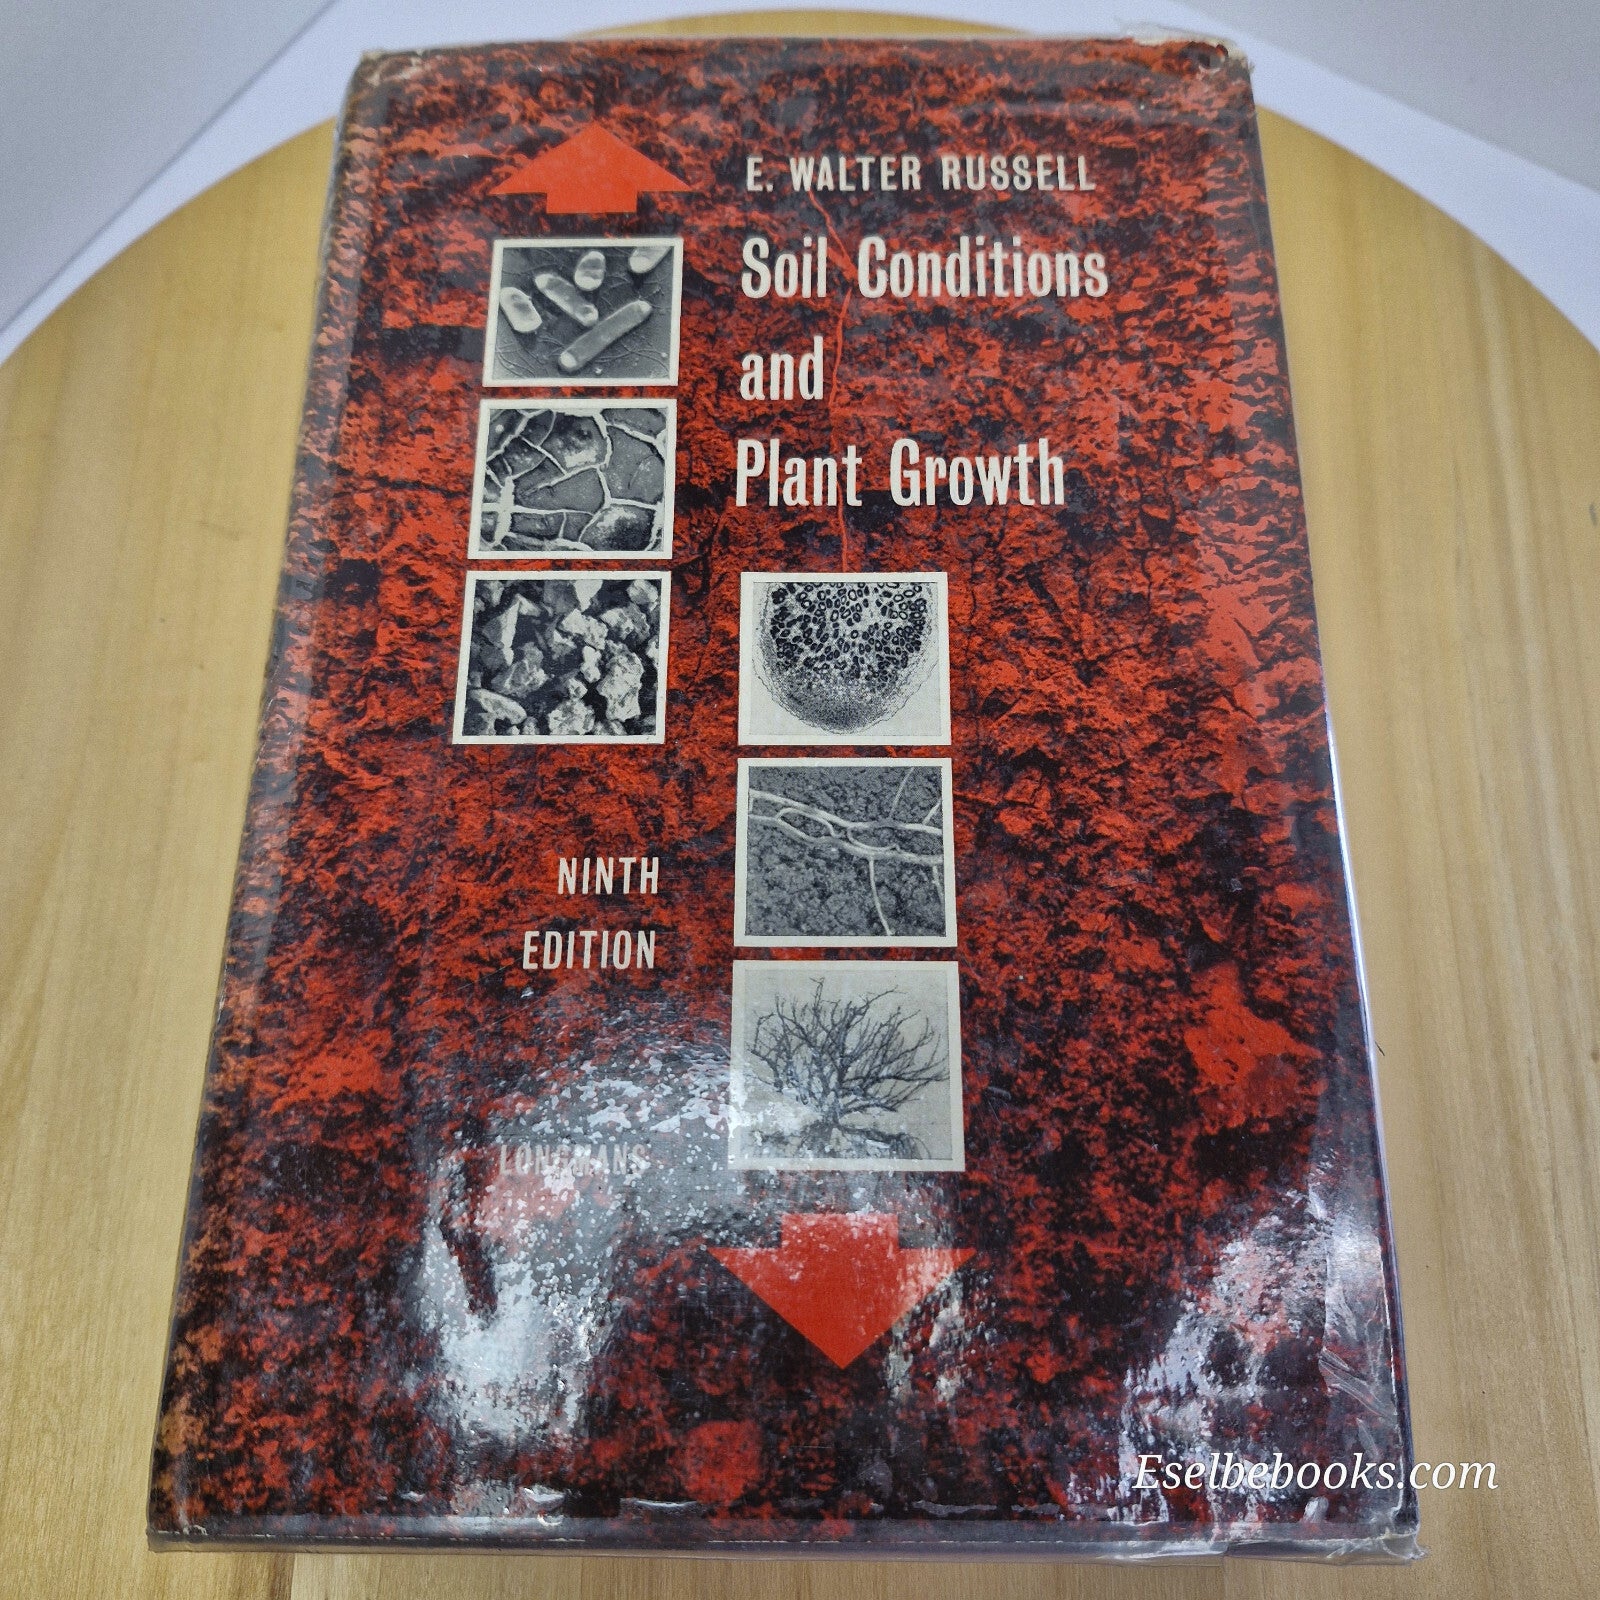 E. WALTER RUSSELL
Soil Conditions
and
Plant Growth
NINTH
EDITION
LONGMANS
Eselbebooks.com